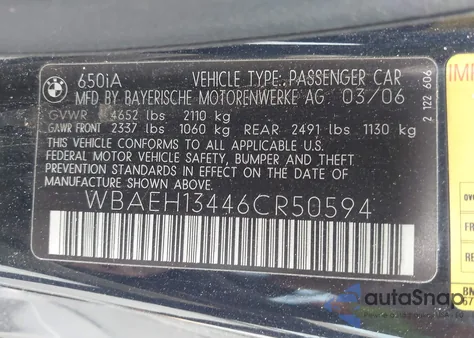 650iA VEHICLE TYPE: PASSENGER CAR
MFD BY BAYERISCHE MOTORENWERKE AG 03/06
GVWR 4652 lbs 2110 kg
GAWR FRONT 2337 lbs 1060 kg REAR 2491 lbs 1130 kg
THIS VEHICLE CONFORMS TO ALL APPLICABLE U.S.
FEDERAL MOTOR VEHICLE SAFETY, BUMPER AND THEFT
PREVENTION STANDARDS IN EFFECT ON THE DATE OF
MANUFACTURE SHOWN ABOVE.
WBAEH13446CR50594
2 122 606
autoSnap